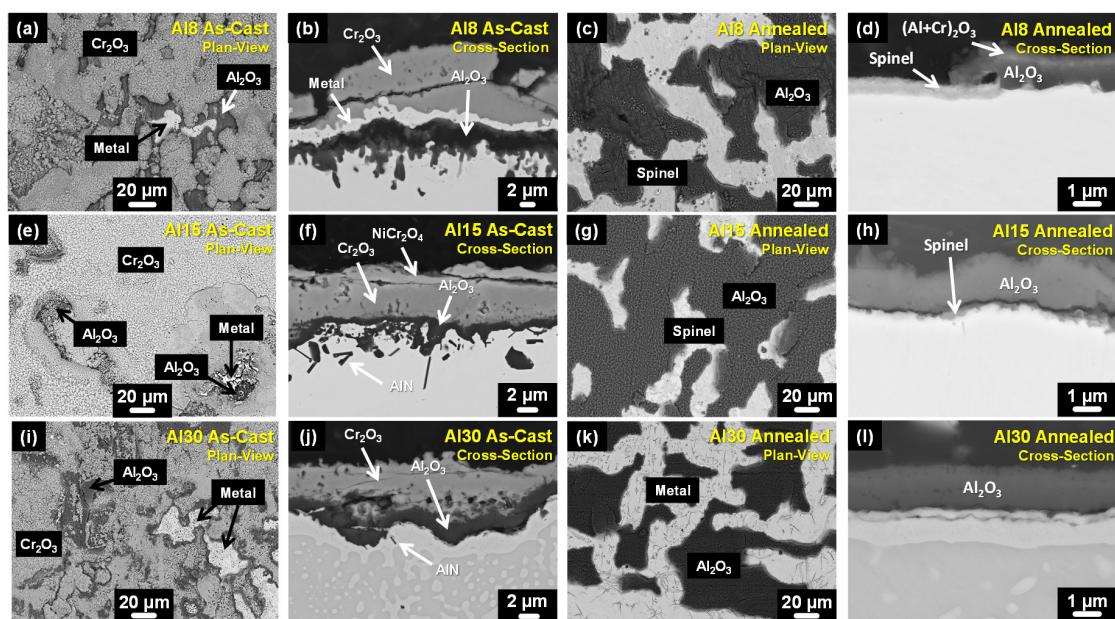 (a)
Al8 As-Cast
Plan-View
Cr₂O₃
Al₂O₃
Metal
20 µm
(b)
Al8 As-Cast
Cross-Section
Cr₂O₃
Metal
Al₂O₃
2 µm
(c)
Al8 Annealed
Plan-View
Al₂O₃
Spinel
20 µm
(d)
Al8 Annealed
Cross-Section
(Al+Cr)₂O₃
Spinel
Al₂O₃
1 µm
(e)
Al15 As-Cast
Plan-View
Cr₂O₃
Al₂O₃
Metal
Al₂O₃
20 µm
(f)
Al15 As-Cast
Cross-Section
NiCr₂O₄
Cr₂O₃
Al₂O₃
AlN
2 µm
(g)
Al15 Annealed
Plan-View
Al₂O₃
Spinel
20 µm
(h)
Al15 Annealed
Cross-Section
Spinel
Al₂O₃
1 µm
(i)
Al30 As-Cast
Plan-View
Al₂O₃
Metal
Cr₂O₃
20 µm
(j)
Al30 As-Cast
Cross-Section
Cr₂O₃
Al₂O₃
AlN
2 µm
(k)
Al30 Annealed
Plan-View
Metal
Al₂O₃
20 µm
(l)
Al30 Annealed
Cross-Section
Al₂O₃
1 µm